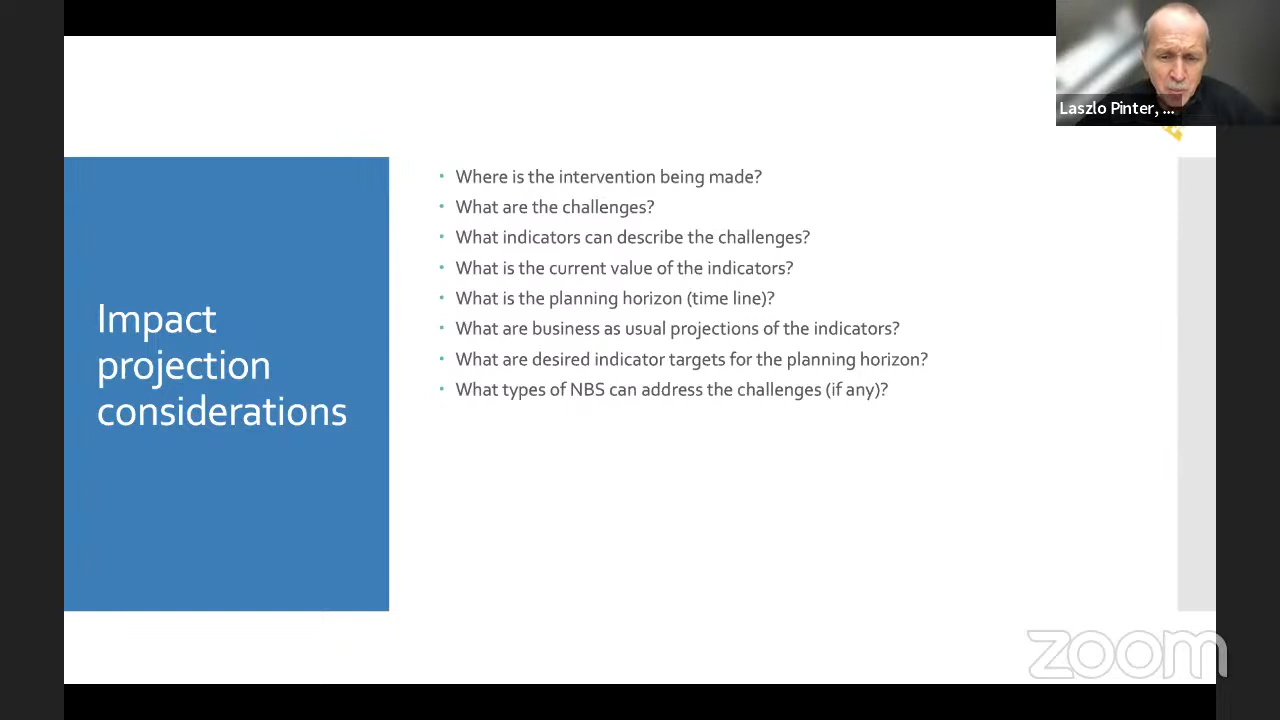 Laszlo Pinter, ...
Impact
projection
considerations
• Where is the intervention being made?
• What are the challenges?
• What indicators can describe the challenges?
• What is the current value of the indicators?
• What is the planning horizon (time line)?
• What are business as usual projections of the indicators?
• What are desired indicator targets for the planning horizon?
• What types of NBS can address the challenges (if any)?
zoom